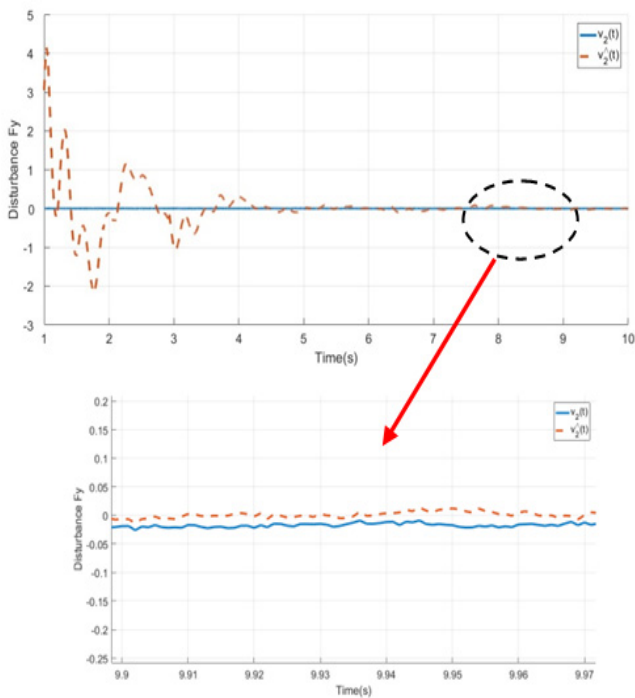 5
4
3
2
1
0
-1
-2
-3
Disturbance Fy
v₂(t)
v₂^(t)
1 2 3 4 5 6 7 8 9 10
Time(s)
0.2
0.15
0.1
0.05
0
-0.05
-0.1
-0.15
-0.2
-0.25
Disturbance Fy
v₂(t)
v₂^(t)
9.9 9.91 9.92 9.93 9.94 9.95 9.96 9.97
Time(s)